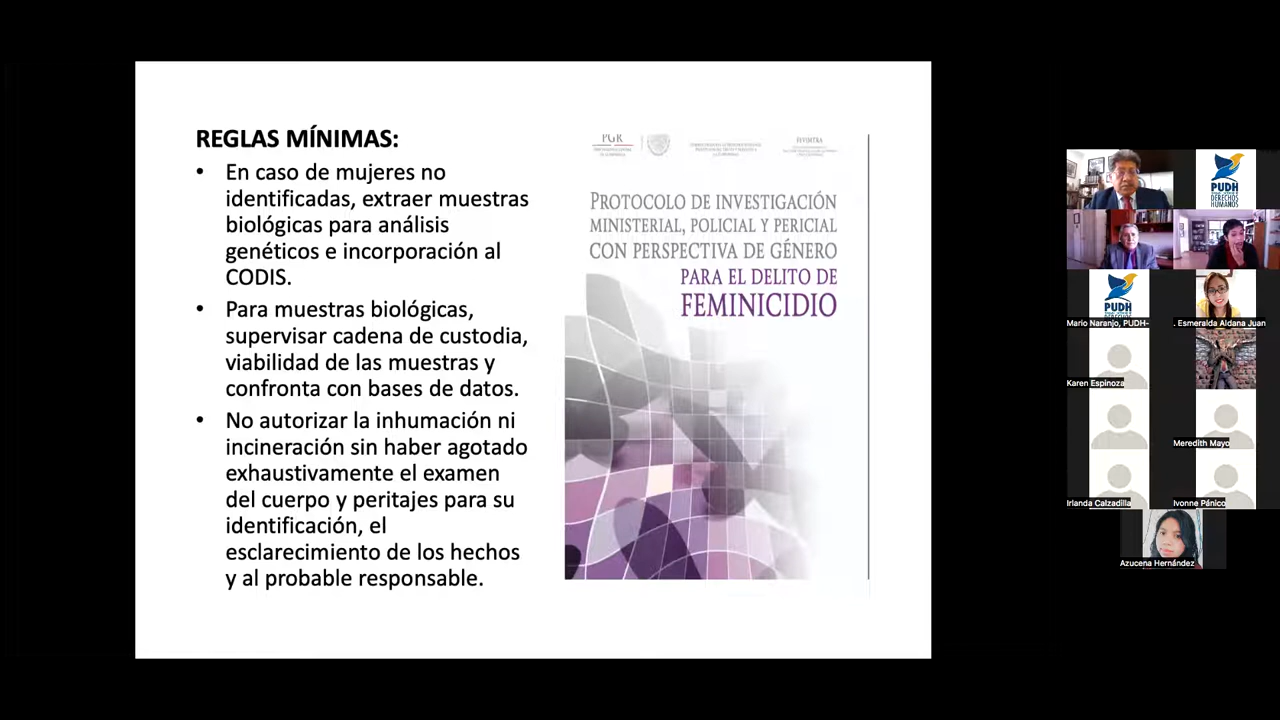 REGLAS MÍNIMAS:
• En caso de mujeres no
identificadas, extraer muestras
biológicas para análisis
genéticos e incorporación al
CODIS.
• Para muestras biológicas,
supervisar cadena de custodia,
viabilidad de las muestras y
confronta con bases de datos.
• No autorizar la inhumación ni
incineración sin haber agotado
exhaustivamente el examen
del cuerpo y peritajes para su
identificación, el
esclarecimiento de los hechos
y al probable responsable.
PGR
FEVIMTRA
PROTOCOLO DE INVESTIGACIÓN
MINISTERIAL, POLICIAL Y PERICIAL
CON PERSPECTIVA DE GÉNERO
PARA EL DELITO DE
FEMINICIDIO
PUDH
DERECHOS
HUMANOS
PUDH
Mario Naranjo, PUDH-
. Esmeralda Aldana Juan
Karen Espinoza
Meredith Mayo
Irlanda Calzadilla
Ivonne Pánico
Azucena Hernández